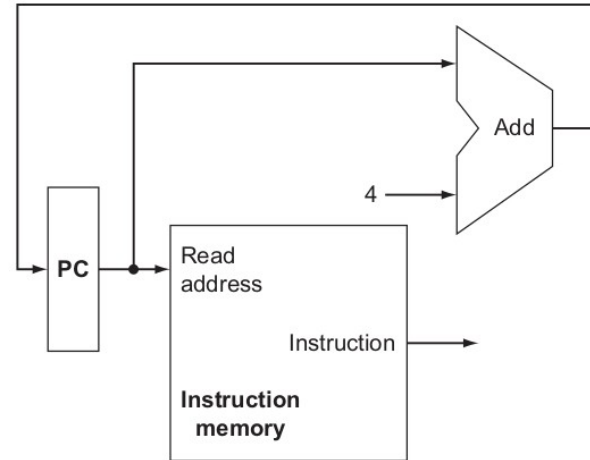 Add
4
PC
Read
address
Instruction
Instruction
memory